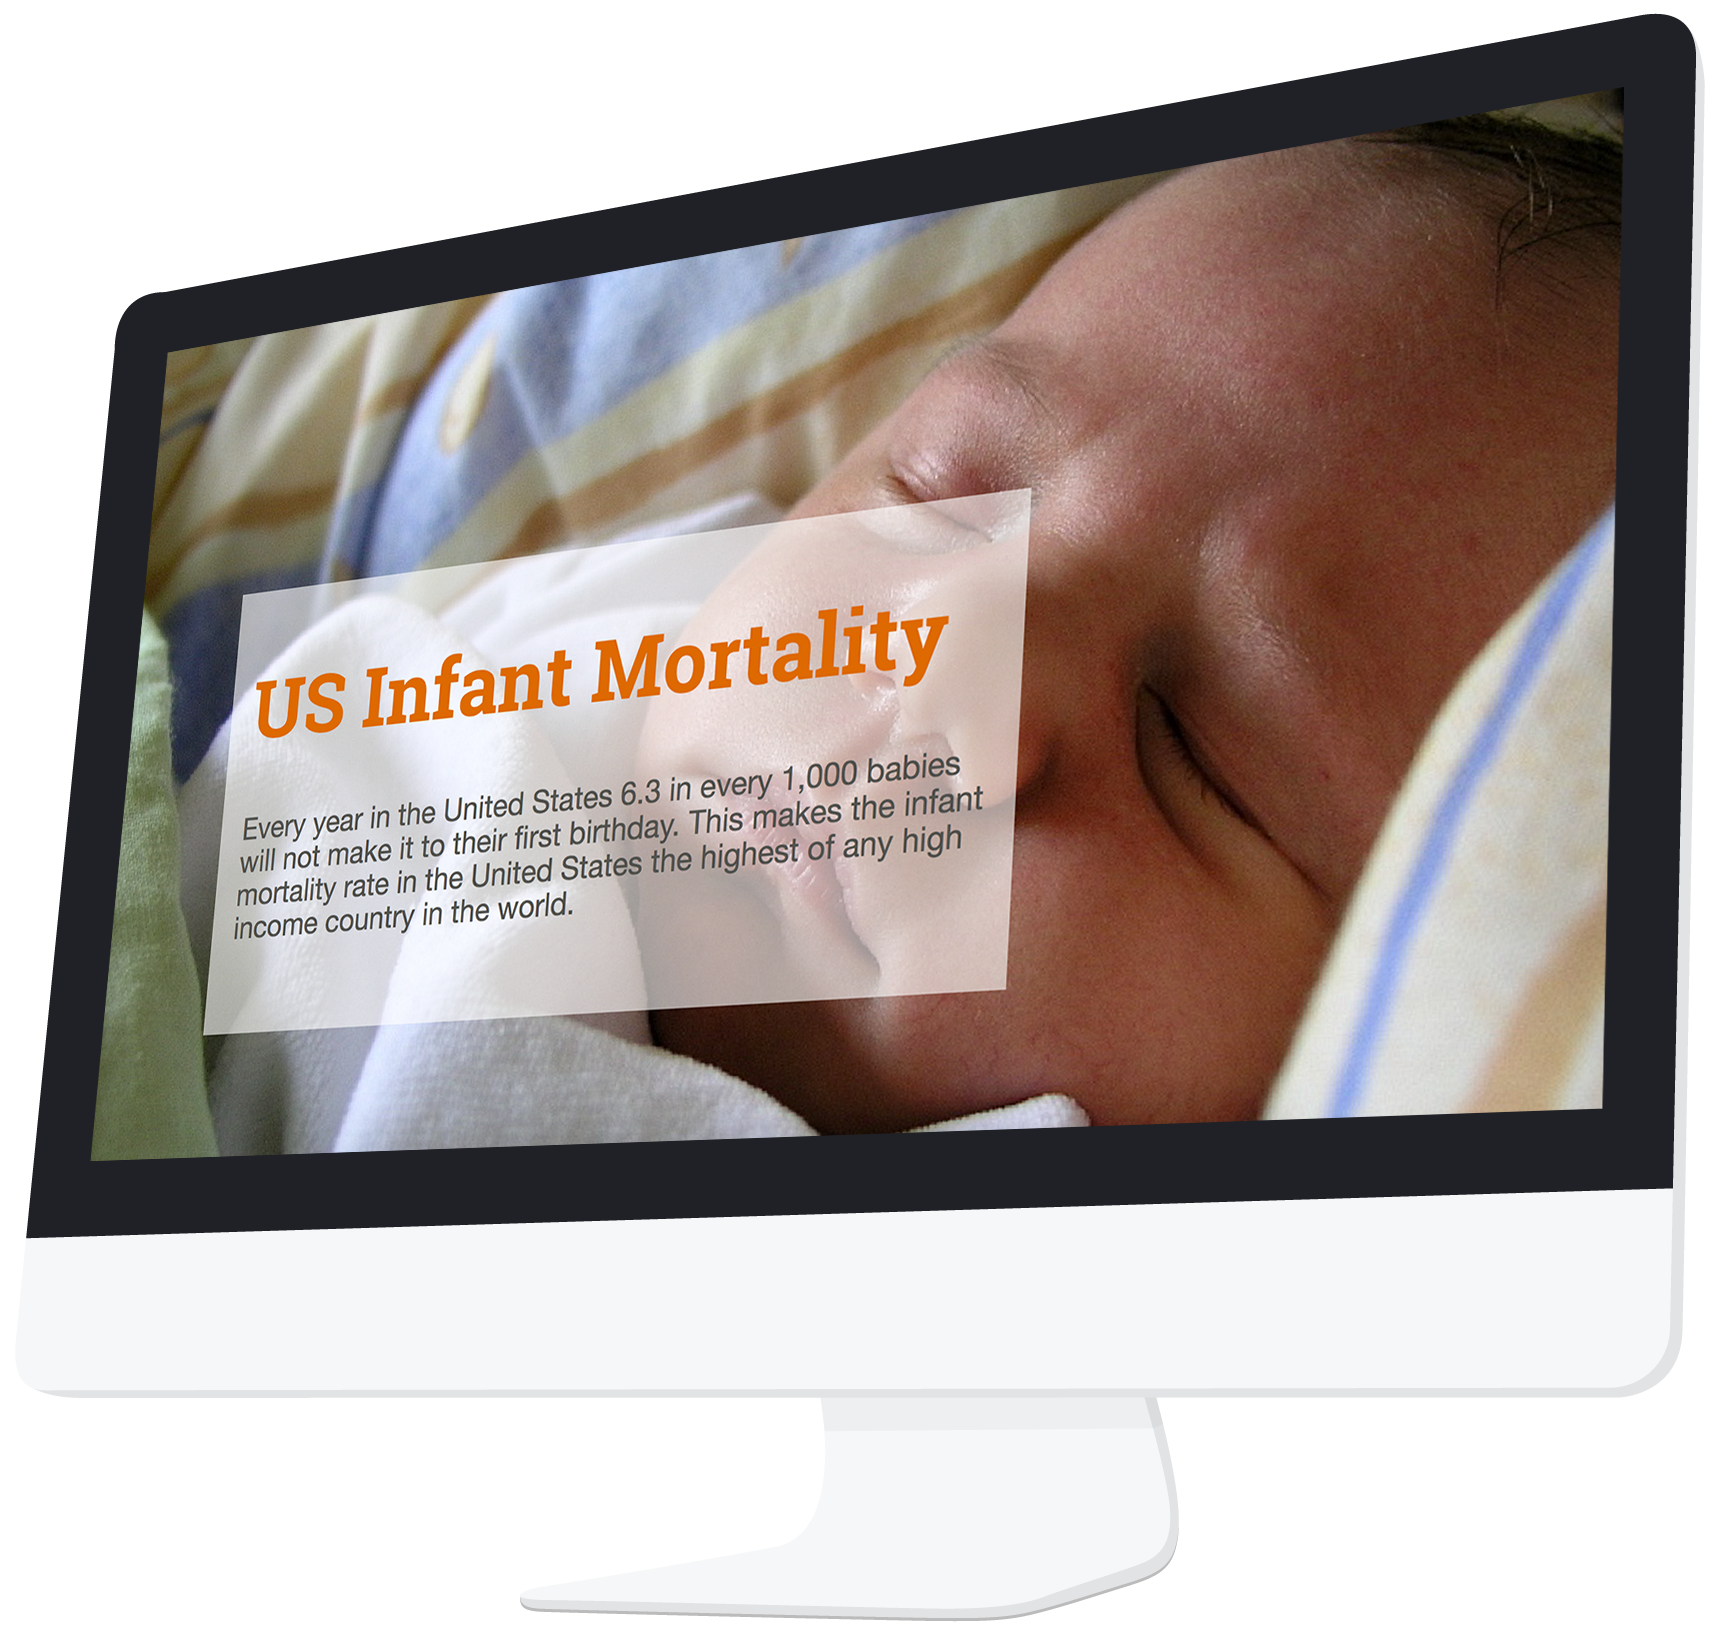 US Infant Mortality
Every year in the United States 6.3 in every 1,000 babies
will not make it to their first birthday. This makes the infant
mortality rate in the United States the highest of any high
income country in the world.